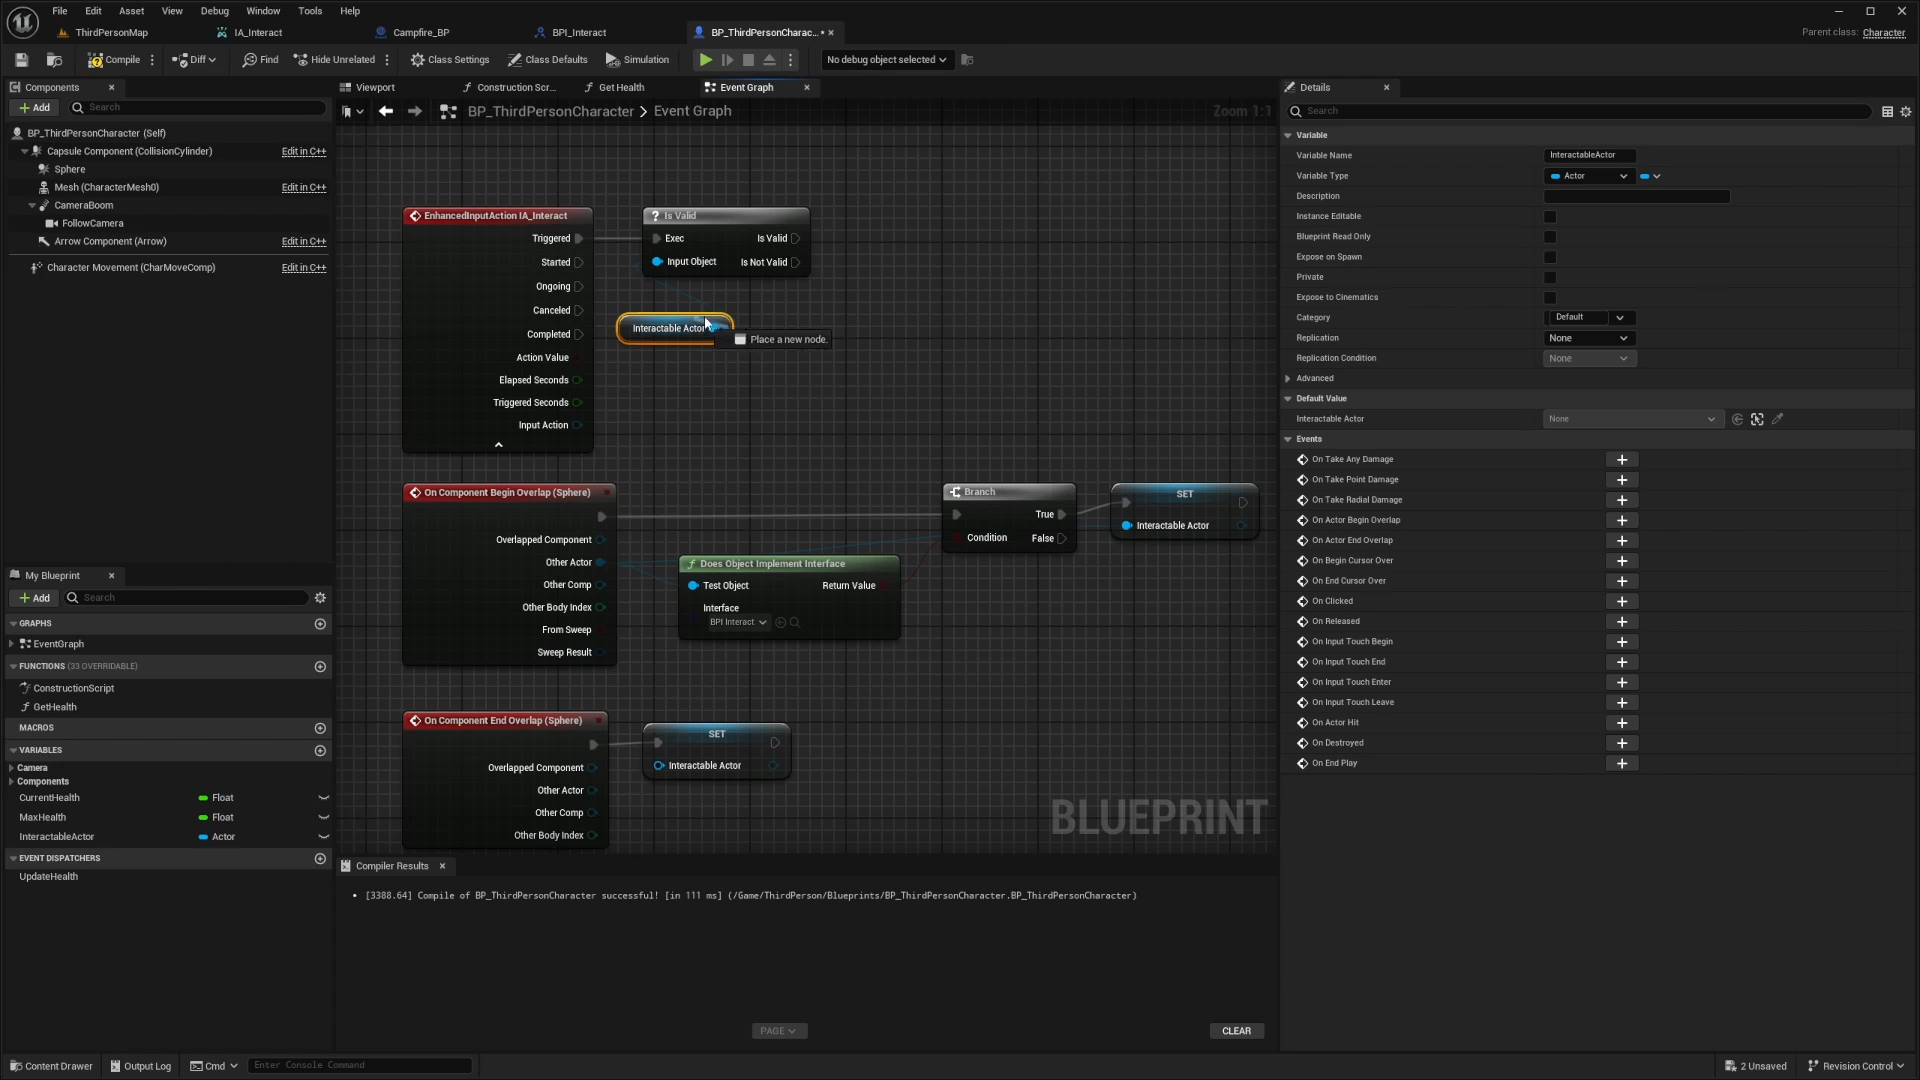 File Edit Asset View Debug Window Tools Help
ThirdPersonMap IA_Interact Campfire_BP BPI_Interact BP_ThirdPersonCharac... Parent class: Character
Compile Diff Find Hide Unrelated Class Settings Class Defaults Simulation No debug object selected
Components
Add Search
BP_ThirdPersonCharacter (Self)
Capsule Component (CollisionCylinder) Edit in C++
Sphere
Mesh (CharacterMesh0) Edit in C++
CameraBoom
FollowCamera
Arrow Component (Arrow) Edit in C++
Character Movement (CharMoveComp) Edit in C++
My Blueprint
Add Search
GRAPHS
EventGraph
FUNCTIONS (33 OVERRIDABLE)
ConstructionScript
GetHealth
MACROS
VARIABLES
Camera
Components
CurrentHealth Float
MaxHealth Float
InteractableActor Actor
EVENT DISPATCHERS
UpdateHealth
Viewport Construction Scr... Get Health Event Graph
BP_ThirdPersonCharacter > Event Graph Zoom 1:1
EnhancedInputAction IA_Interact
Triggered
Started
Ongoing
Canceled
Completed
Action Value
Elapsed Seconds
Triggered Seconds
Input Action
Is Valid
Exec Is Valid
Input Object Is Not Valid
Interactable Actor
Place a new node.
On Component Begin Overlap (Sphere)
Overlapped Component
Other Actor
Other Comp
Other Body Index
From Sweep
Sweep Result
Does Object Implement Interface
Test Object Return Value
Interface
BPI Interact
Branch
True
Condition False
SET
Interactable Actor
On Component End Overlap (Sphere)
Overlapped Component
Other Actor
Other Comp
Other Body Index
SET
Interactable Actor
BLUEPRINT
Compiler Results
[3388.64] Compile of BP_ThirdPersonCharacter successful! [in 111 ms] (/Game/ThirdPerson/Blueprints/BP_ThirdPersonCharacter.BP_ThirdPersonCharacter)
PAGE CLEAR
Details
Search
Variable
Variable Name InteractableActor
Variable Type Actor
Description
Instance Editable
Blueprint Read Only
Expose on Spawn
Private
Expose to Cinematics
Category Default
Replication None
Replication Condition None
Advanced
Default Value
Interactable Actor None
Events
On Take Any Damage
On Take Point Damage
On Take Radial Damage
On Actor Begin Overlap
On Actor End Overlap
On Begin Cursor Over
On End Cursor Over
On Clicked
On Released
On Input Touch Begin
On Input Touch End
On Input Touch Enter
On Input Touch Leave
On Actor Hit
On Destroyed
On End Play
Content Drawer Output Log Cmd Enter Console Command 2 Unsaved Revision Control